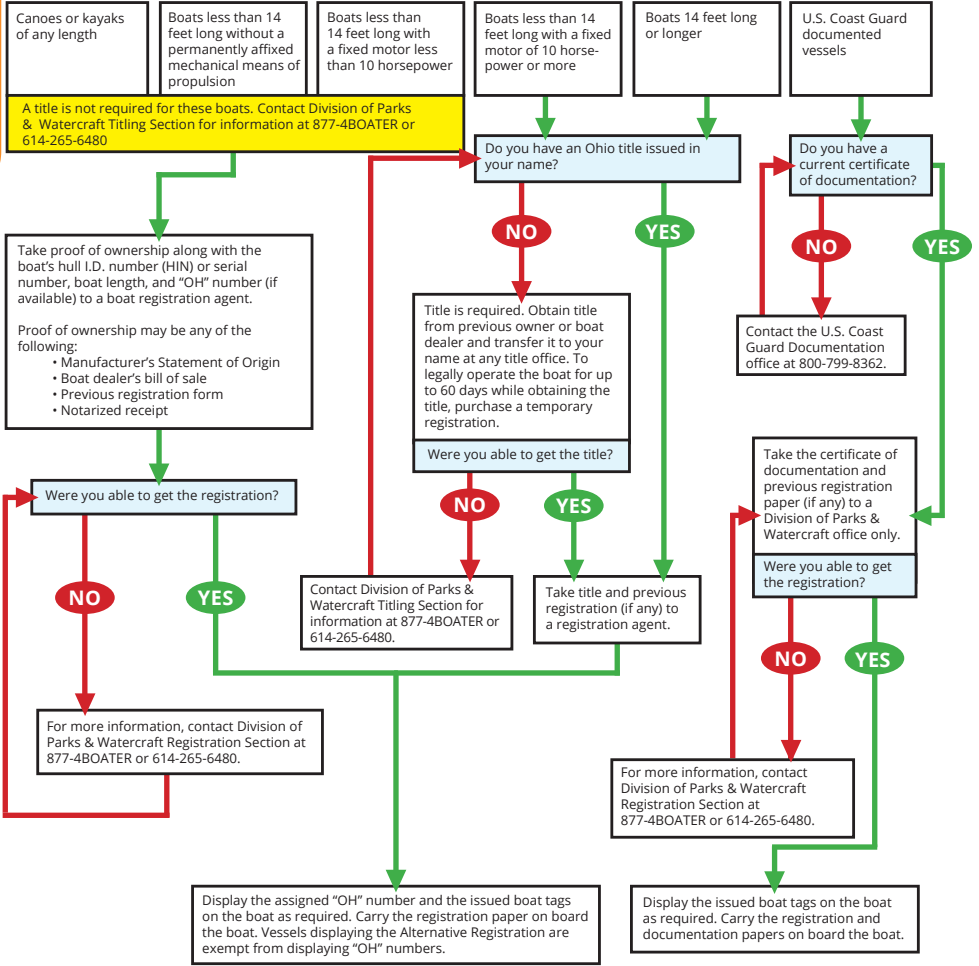 Canoes or kayaks
of any length
Boats less than 14
feet long without a
permanently affixed
mechanical means of
propulsion
Boats less than
14 feet long with
a fixed motor less
than 10 horsepower
Boats less than 14
feet long with a fixed
motor of 10 horse-
power or more
Boats 14 feet long
or longer
U.S. Coast Guard
documented
vessels
A title is not required for these boats. Contact Division of Parks
& Watercraft Titling Section for information at 877-4BOATER or
614-265-6480
Do you have an Ohio title issued in
your name?
Do you have a
current certificate
of documentation?
NO
YES
NO
YES
Take proof of ownership along with the
boat’s hull I.D. number (HIN) or serial
number, boat length, and “OH” number (if
available) to a boat registration agent.
Proof of ownership may be any of the
following:
• Manufacturer’s Statement of Origin
• Boat dealer’s bill of sale
• Previous registration form
• Notarized receipt
Title is required. Obtain title
from previous owner or boat
dealer and transfer it to your
name at any title office. To
legally operate the boat for up
to 60 days while obtaining the
title, purchase a temporary
registration.
Contact the U.S. Coast
Guard Documentation
office at 800-799-8362.
Were you able to get the title?
Take the certificate of
documentation and
previous registration
paper (if any) to a
Division of Parks &
Watercraft office only.
Were you able to get the registration?
NO
YES
Were you able to get
the registration?
NO
YES
Contact Division of Parks &
Watercraft Titling Section for
information at 877-4BOATER or
614-265-6480.
Take title and previous
registration (if any) to
a registration agent.
NO
YES
For more information, contact Division of
Parks & Watercraft Registration Section at
877-4BOATER or 614-265-6480.
For more information, contact
Division of Parks & Watercraft
Registration Section at
877-4BOATER or 614-265-6480.
Display the assigned “OH” number and the issued boat tags
on the boat as required. Carry the registration paper on board
the boat. Vessels displaying the Alternative Registration are
exempt from displaying “OH” numbers.
Display the issued boat tags on the boat
as required. Carry the registration and
documentation papers on board the boat.